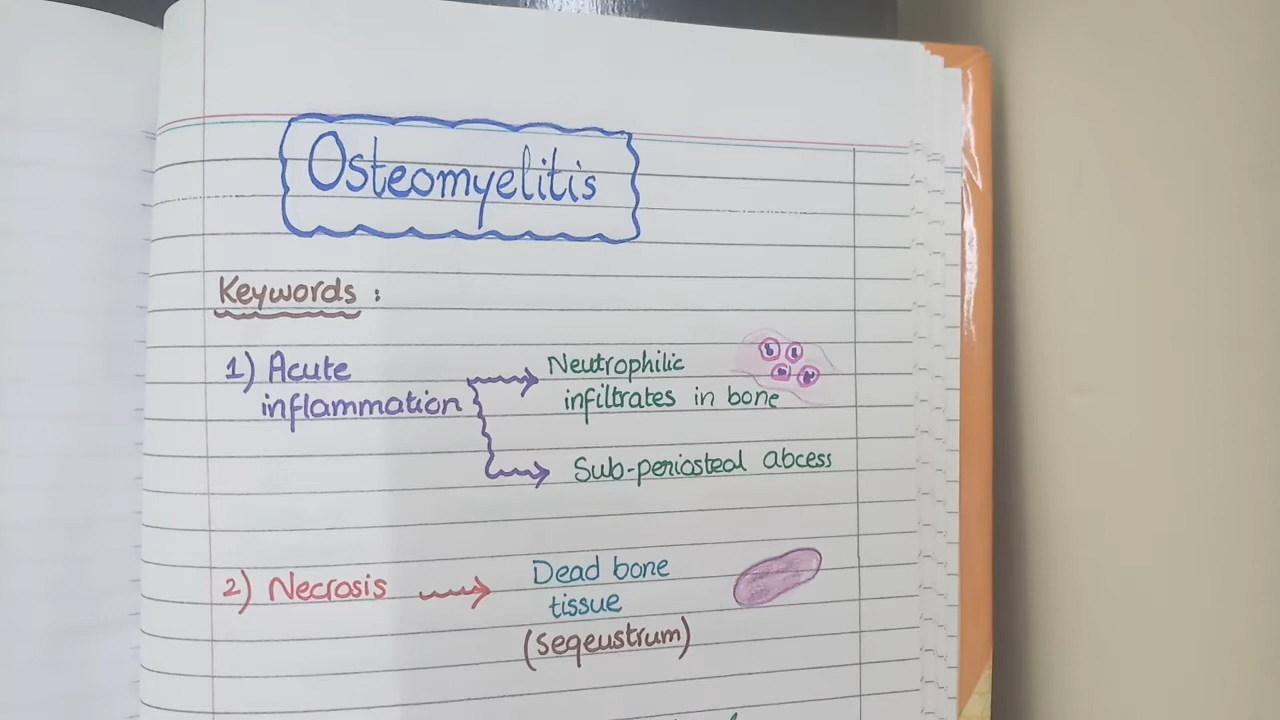 Osteomyelitis
Keywords :
1) Acute
inflammation
Neutrophilic
infiltrates in bone
Sub-periosteal abcess
2) Necrosis
Dead bone
tissue
(seqeustrum)